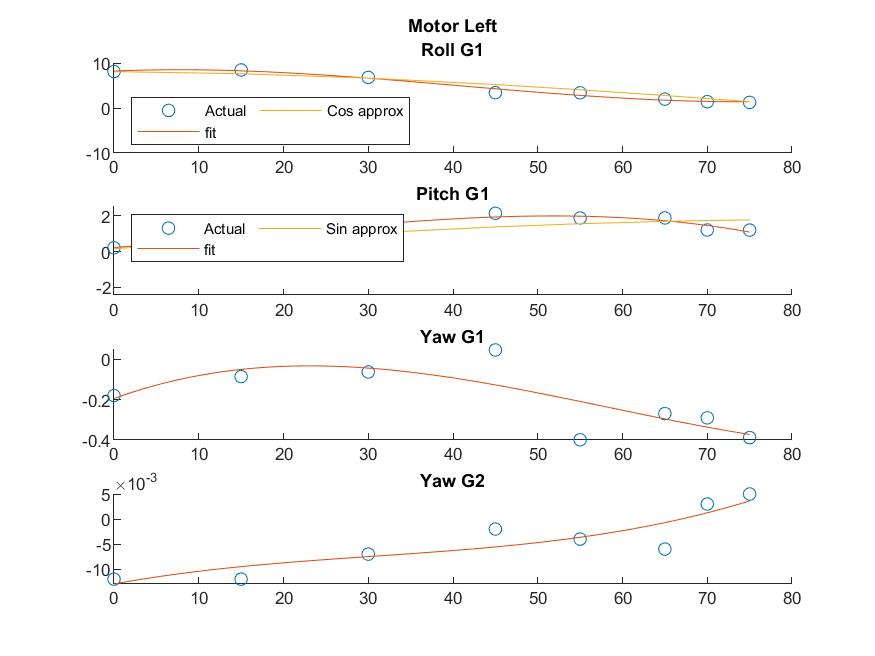 Motor Left
Roll G1
10
0
-10
Actual
Cos approx
fit
0 10 20 30 40 50 60 70 80
Pitch G1
2
0
-2
Actual
Sin approx
fit
0 10 20 30 40 50 60 70 80
Yaw G1
0
-0.2
-0.4
0 10 20 30 40 50 60 70 80
Yaw G2
×10⁻³
5
0
-5
-10
0 10 20 30 40 50 60 70 80